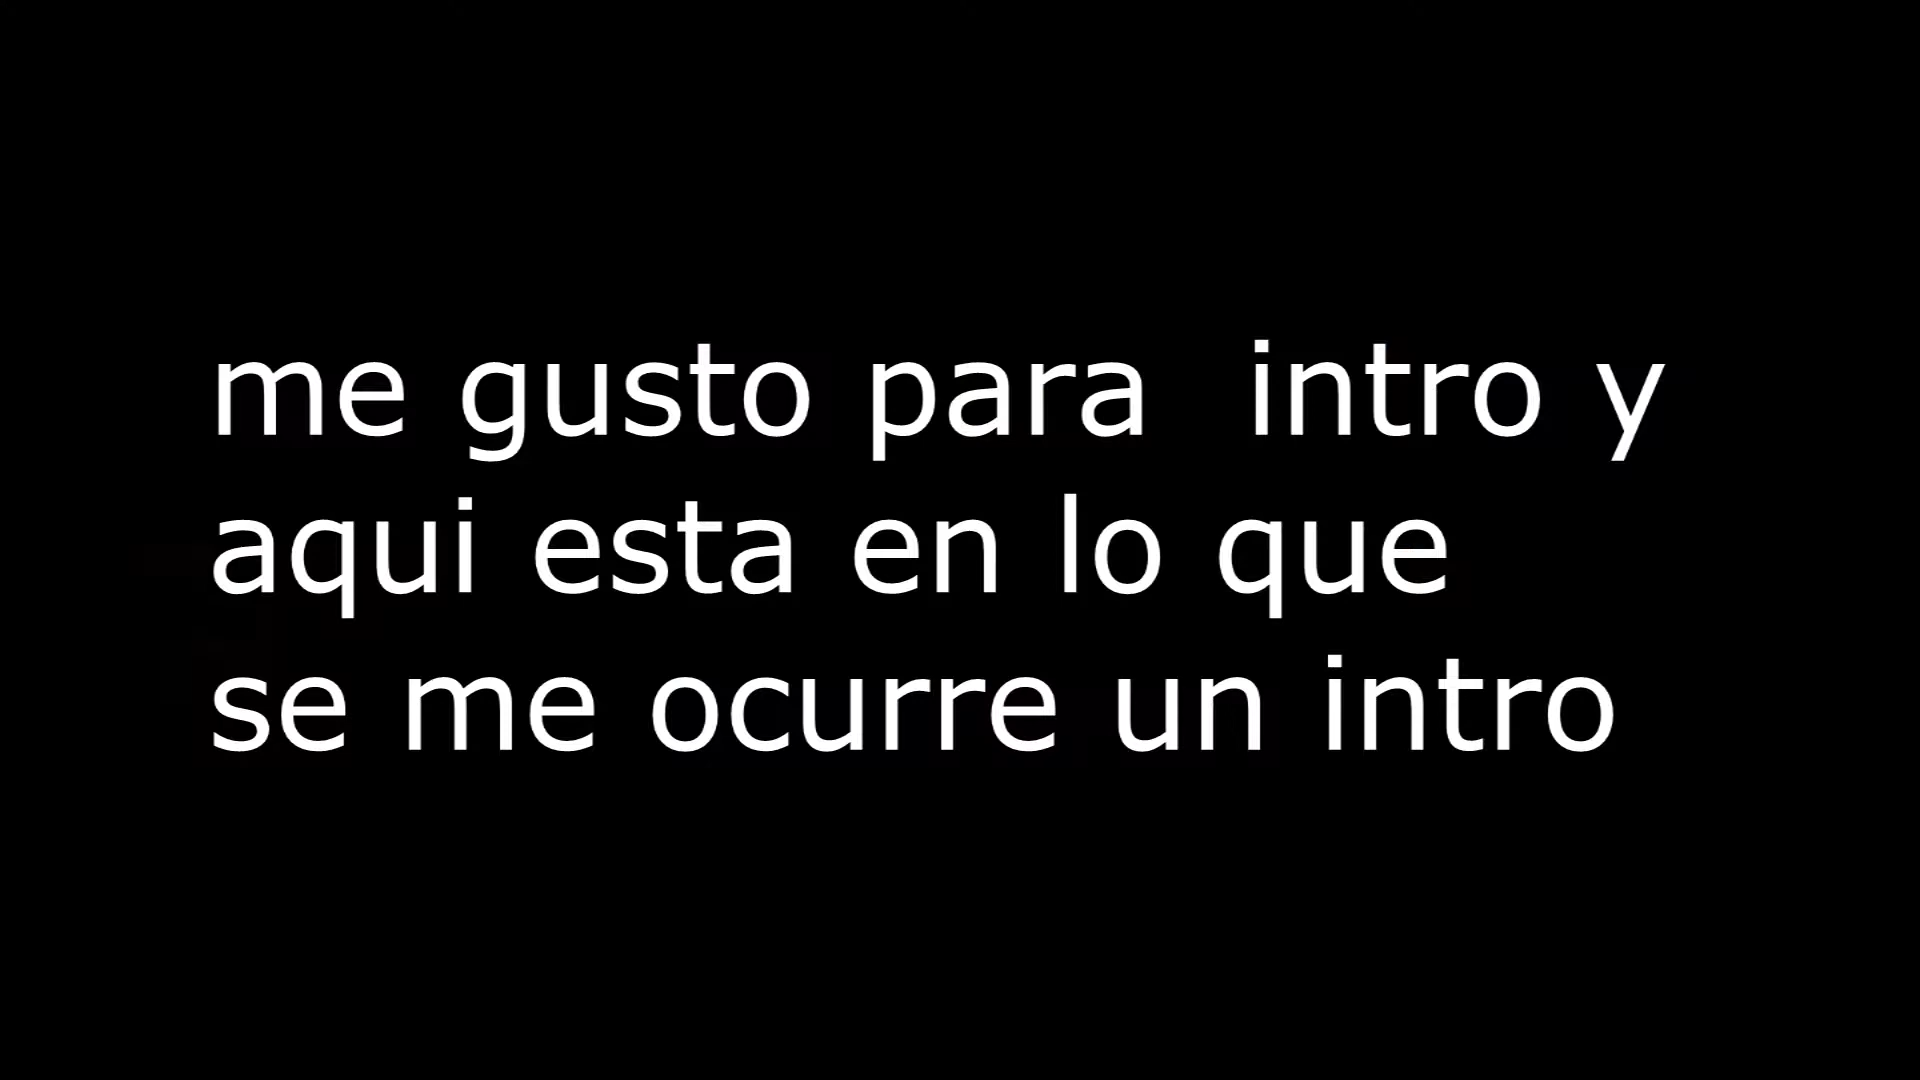 me gusto para  intro y
aqui esta en lo que
se me ocurre un intro